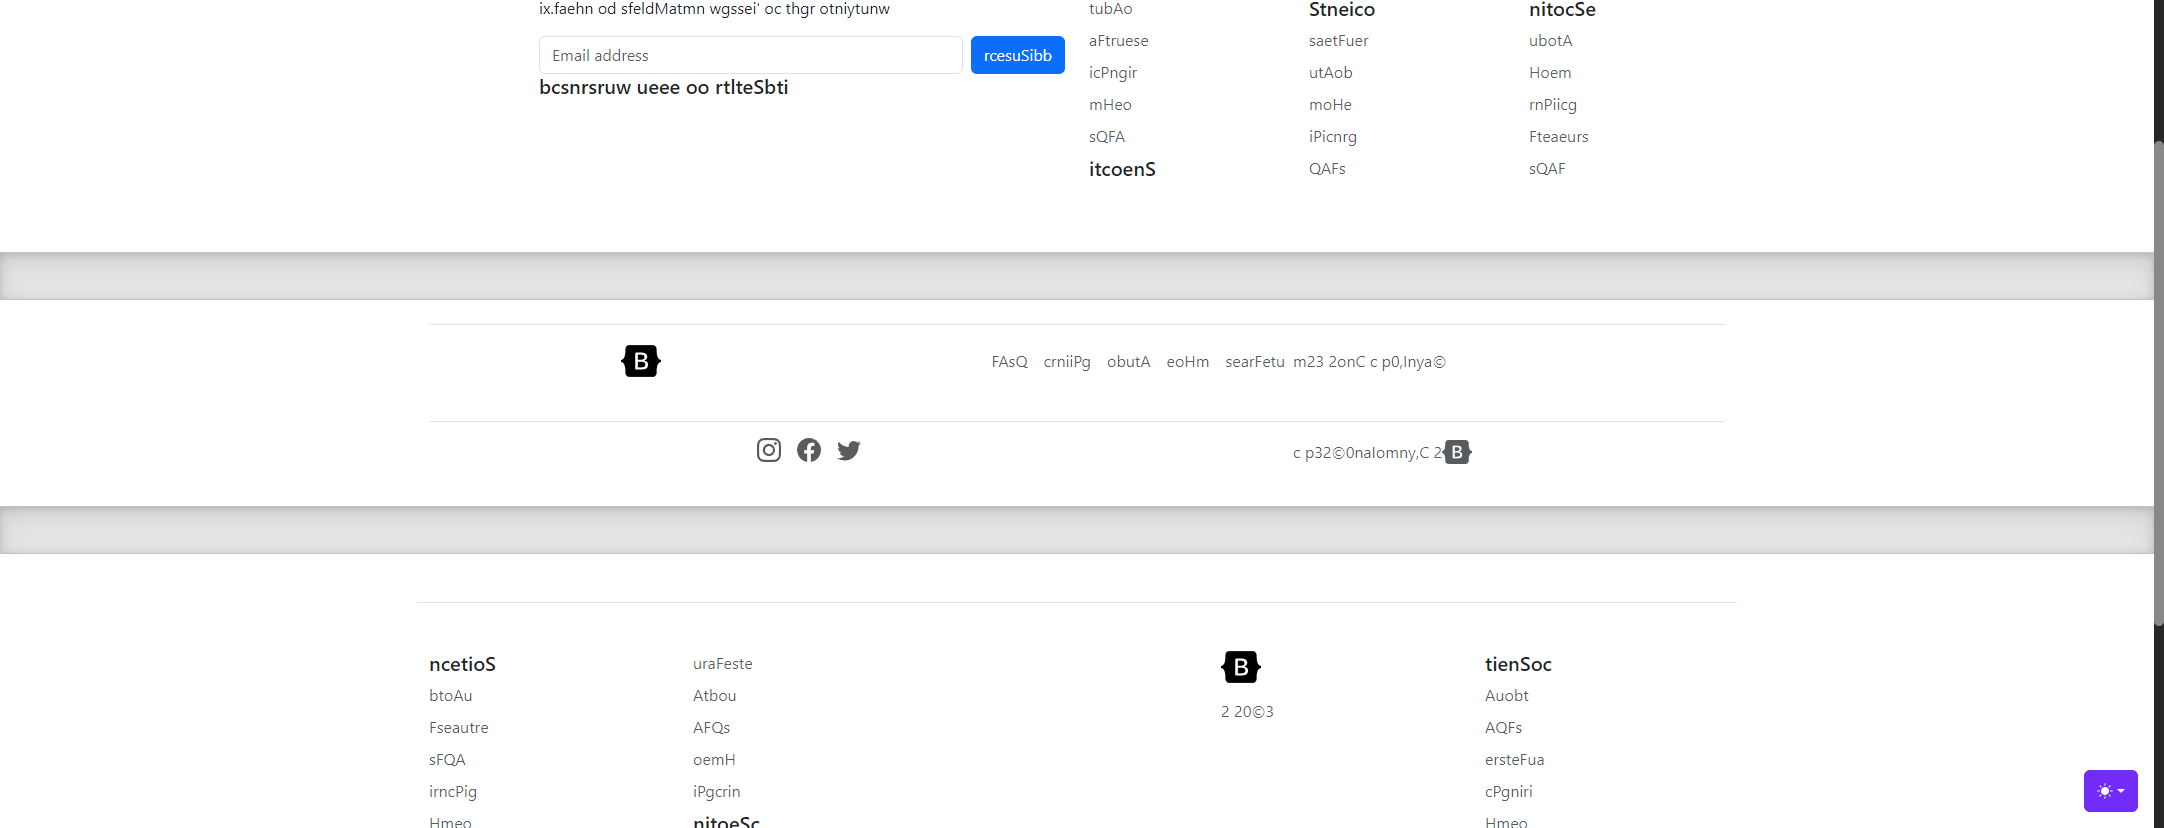 ix.faehn od sfeldMatmn wgssei' oc thgr otniytunw
Email address
rcesuSibb
bcsnrsruw ueee oo rtlteSbti
tubAo
aFtruese
icPngir
mHeo
sQFA
itcoenS
Stneico
saetFuer
utAob
moHe
iPicnrg
QAFs
nitocSe
ubotA
Hoem
rnPiicg
Fteaeurs
sQAF
B
FAsQ crniiPg obutA eoHm searFetu m23 2onC c p0,Inya©
c p32©0naIomny,C 2
B
ncetioS
btoAu
Fseautre
sFQA
irncPig
Hmeo
uraFeste
Atbou
AFQs
oemH
iPgcrin
nitoeSc
B
2 20©3
tienSoc
Auobt
AQFs
ersteFua
cPgniri
Hmeo